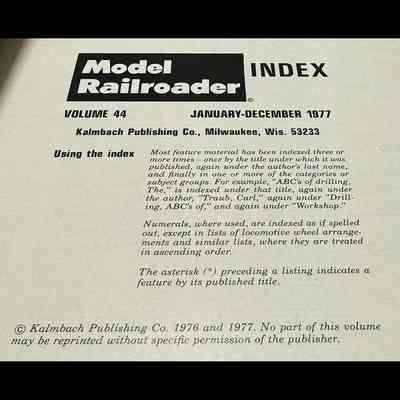 Model
Railroader® INDEX
VOLUME 44 JANUARY-DECEMBER 1977
Kalmbach Publishing Co., Milwaukee, Wis. 53233
Using the index
Most feature material has been indexed three or
more times—once by the title under which it was
published, again under the author's last name,
and finally in one or more of the categories or
subject groups. For example, "ABC's of drilling,
The," is indexed under that title, again under
the author, "Traub, Carl," again under "Drill-
ing, ABC's of," and again under "Workshop."
Numerals, where used, are indexed as if spelled
out, except in lists of locomotive wheel arrange-
ments and similar lists, where they are treated
in ascending order.
The asterisk (*) preceding a listing indicates a
feature by its published title.
© Kalmbach Publishing Co. 1976 and 1977. No part of this volume
may be reprinted without specific permission of the publisher.